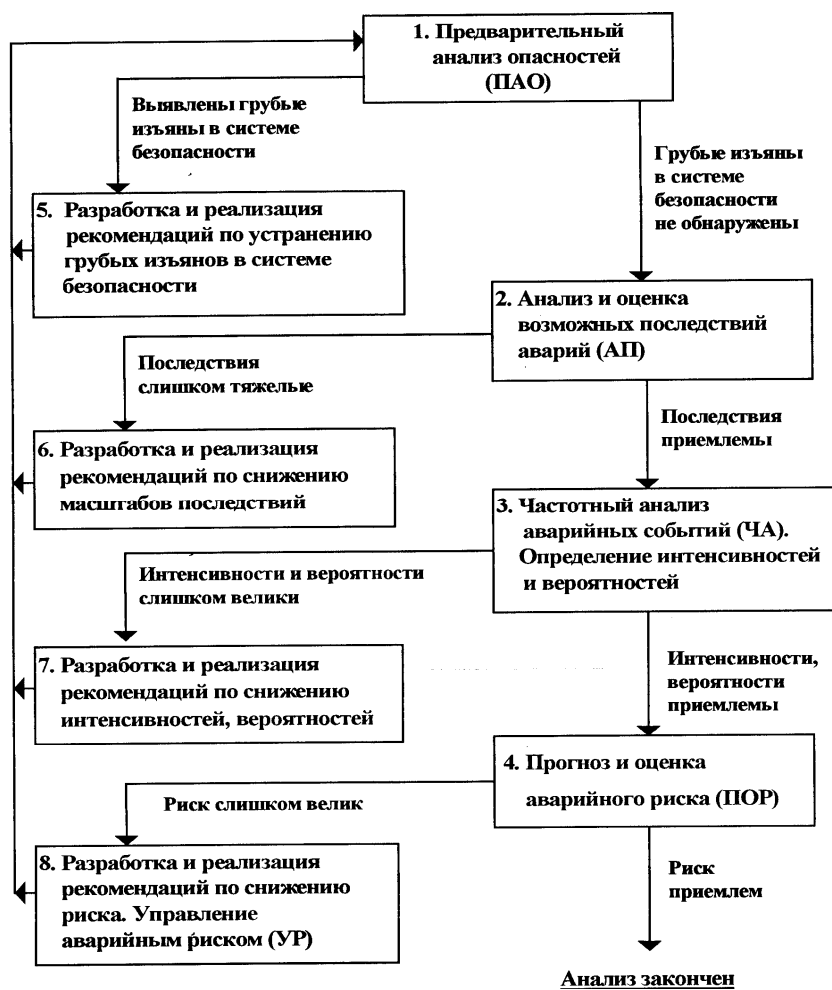 1. Предварительный
анализ опасностей
(ПАО)
Выявлены грубые
изъяны в системе
безопасности
Грубые изъяны
в системе
безопасности
не обнаружены
5. Разработка и реализация
рекомендаций по устранению
грубых изъянов в системе
безопасности
2. Анализ и оценка
возможных последствий
аварий (АП)
Последствия
слишком тяжелые
Последствия
приемлемы
6. Разработка и реализация
рекомендаций по снижению
масштабов последствий
3. Частотный анализ
аварийных событий (ЧА).
Определение интенсивностей
и вероятностей
Интенсивности и вероятности
слишком велики
Интенсивности,
вероятности
приемлемы
7. Разработка и реализация
рекомендаций по снижению
интенсивностей, вероятностей
4. Прогноз и оценка
аварийного риска (ПОР)
Риск слишком велик
8. Разработка и реализация
рекомендаций по снижению
риска. Управление
аварийным риском (УР)
Риск
приемлем
Анализ закончен